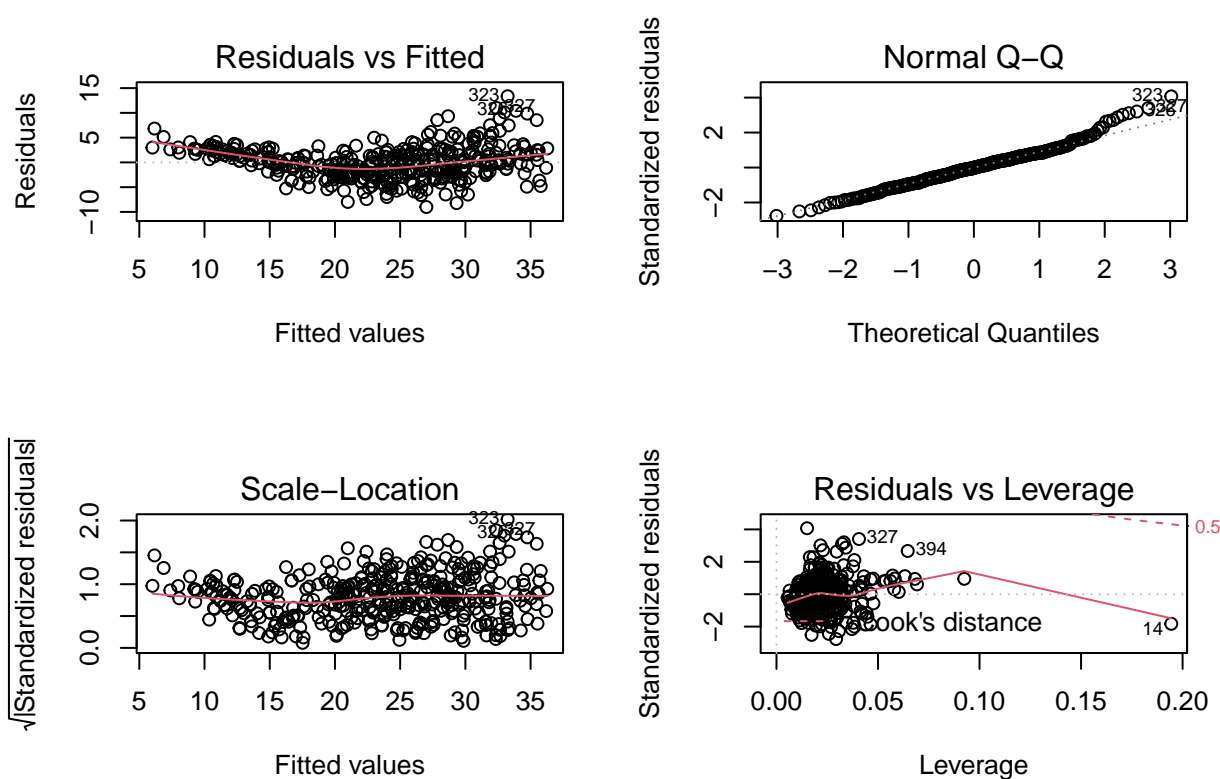 Residuals vs Fitted
Residuals
15
5
−10
323
327
5 10 15 20 25 30 35
Fitted values
Normal Q−Q
Standardized residuals
2
−2
323
327
326
−3 −2 −1 0 1 2 3
Theoretical Quantiles
Scale−Location
√|Standardized residuals|
2.0
1.0
0.0
323
327
5 10 15 20 25 30 35
Fitted values
Residuals vs Leverage
Standardized residuals
2
−2
327
394
14
0.5
Cook's distance
0.00 0.05 0.10 0.15 0.20
Leverage